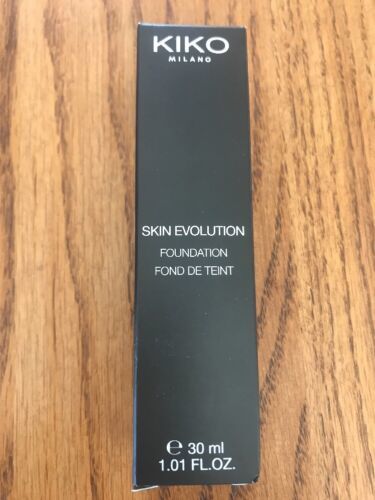 KIKO
MILANO
SKIN EVOLUTION
FOUNDATION
FOND DE TEINT
℮ 30 ml
1.01 FL.OZ.